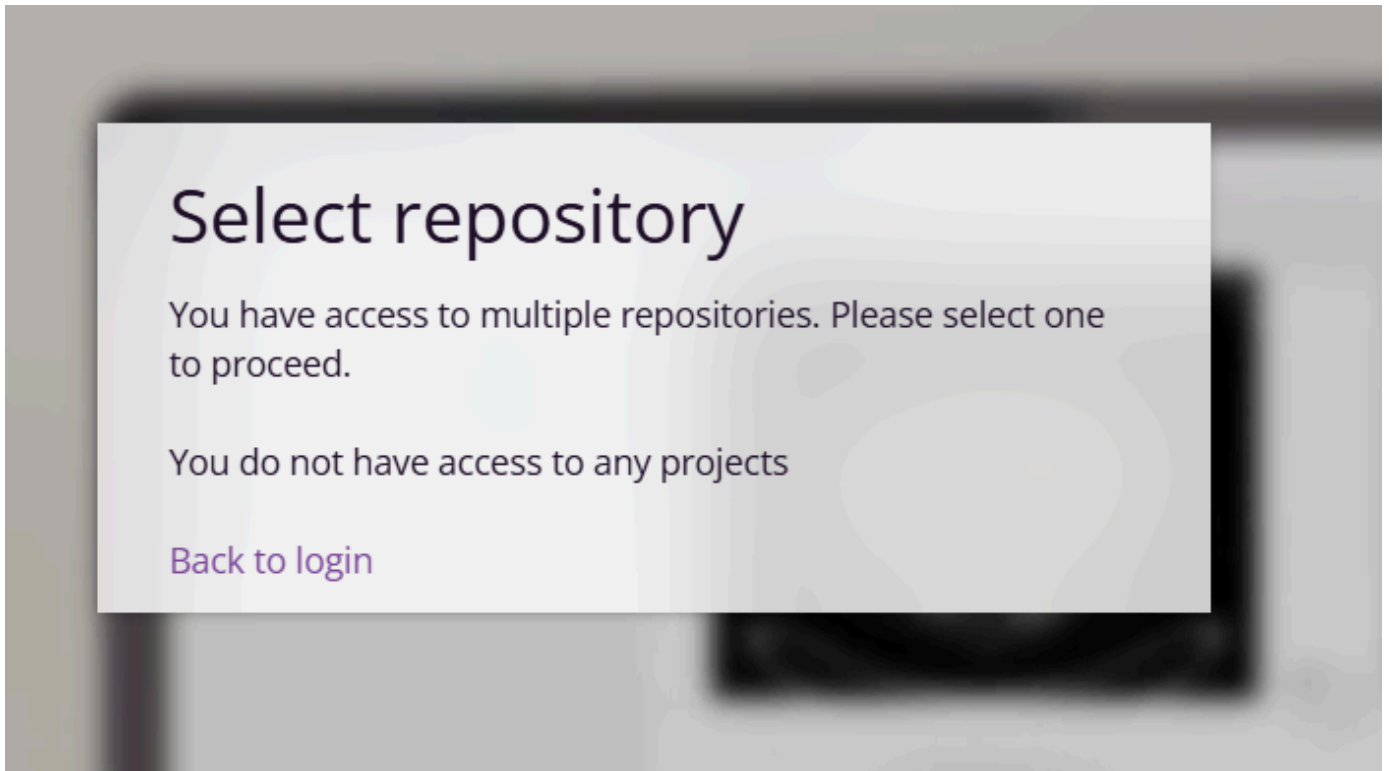 Select repository
You have access to multiple repositories. Please select one
to proceed.
You do not have access to any projects
Back to login